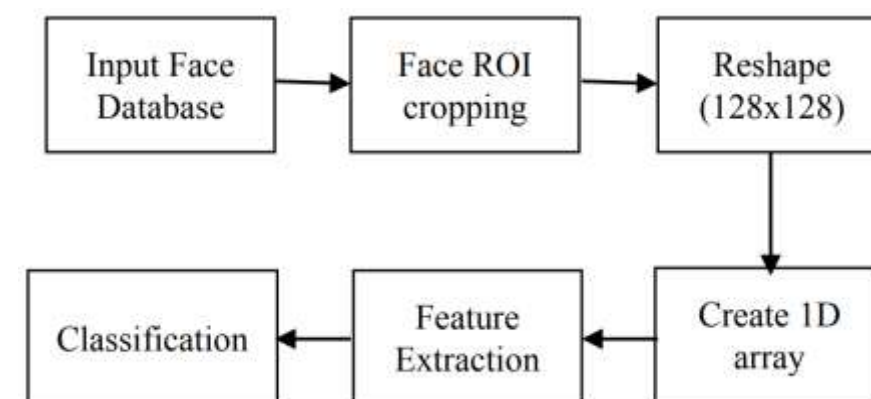 Input Face
Database
Face ROI
cropping
Reshape
(128x128)
Create 1D
array
Feature
Extraction
Classification